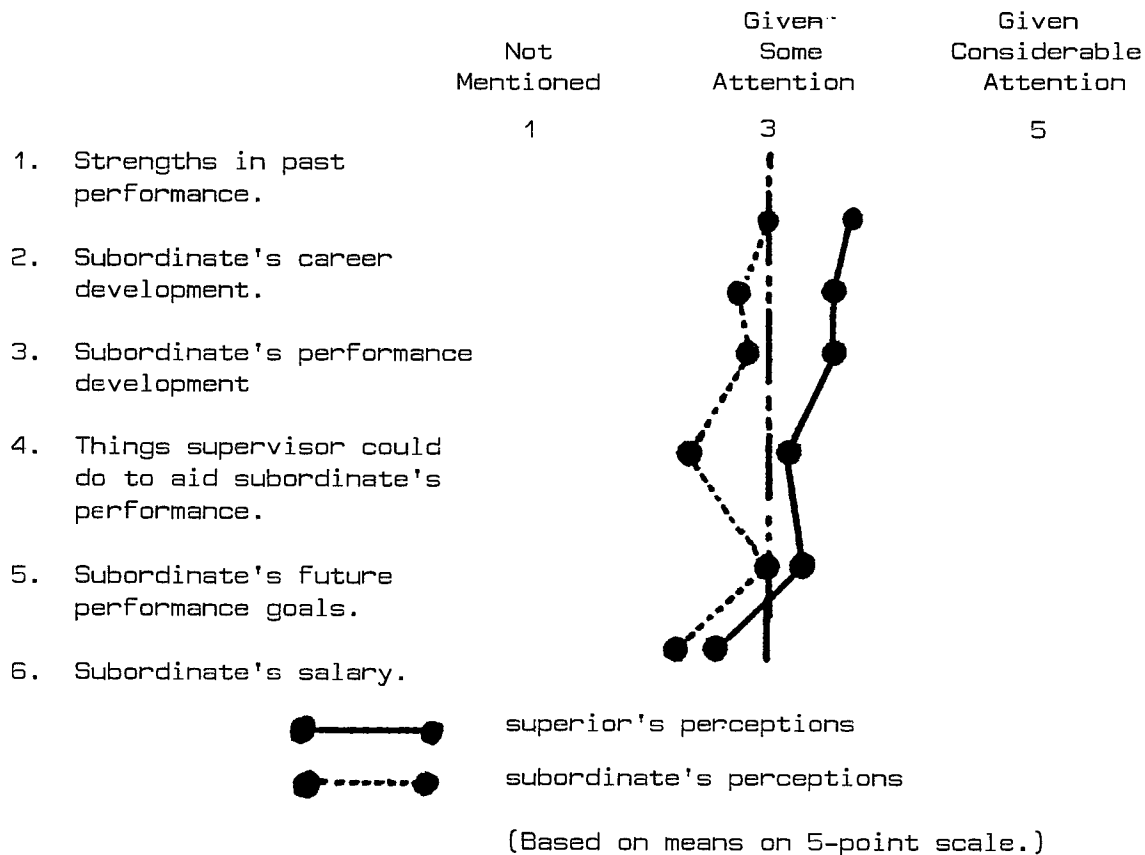 Given
Not Some Given Considerable
Mentioned Attention Attention
1 3 5
1. Strengths in past
performance.
2. Subordinate's career
development.
3. Subordinate's performance
development
4. Things supervisor could
do to aid subordinate's
performance.
5. Subordinate's future
performance goals.
6. Subordinate's salary.
superior's perceptions
subordinate's perceptions
(Based on means on 5-point scale.)